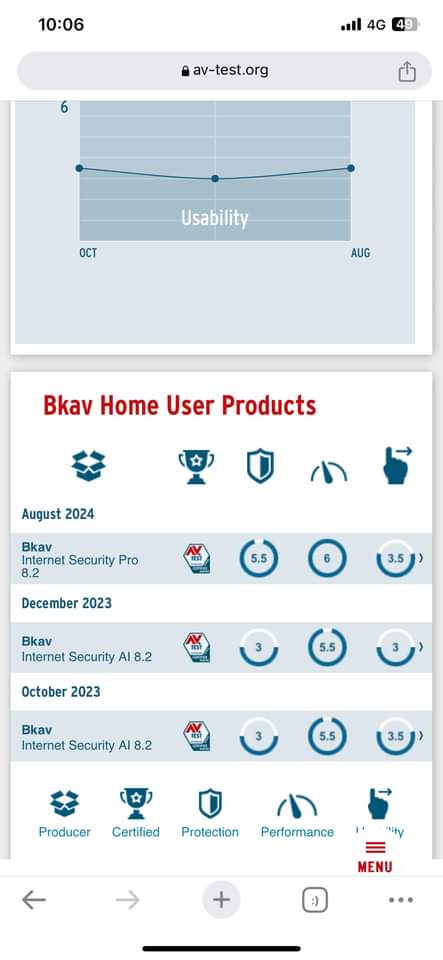 10:06
4G 49
av-test.org
6
Usability
OCT AUG
Bkav Home User Products
August 2024
Bkav
Internet Security Pro
8.2
AV TEST
5.5 6 3.5
December 2023
Bkav
Internet Security AI 8.2
AV TEST
3 5.5 3
October 2023
Bkav
Internet Security AI 8.2
AV TEST
3 5.5 3.5
Producer Certified Protection Performance
MENU
:)